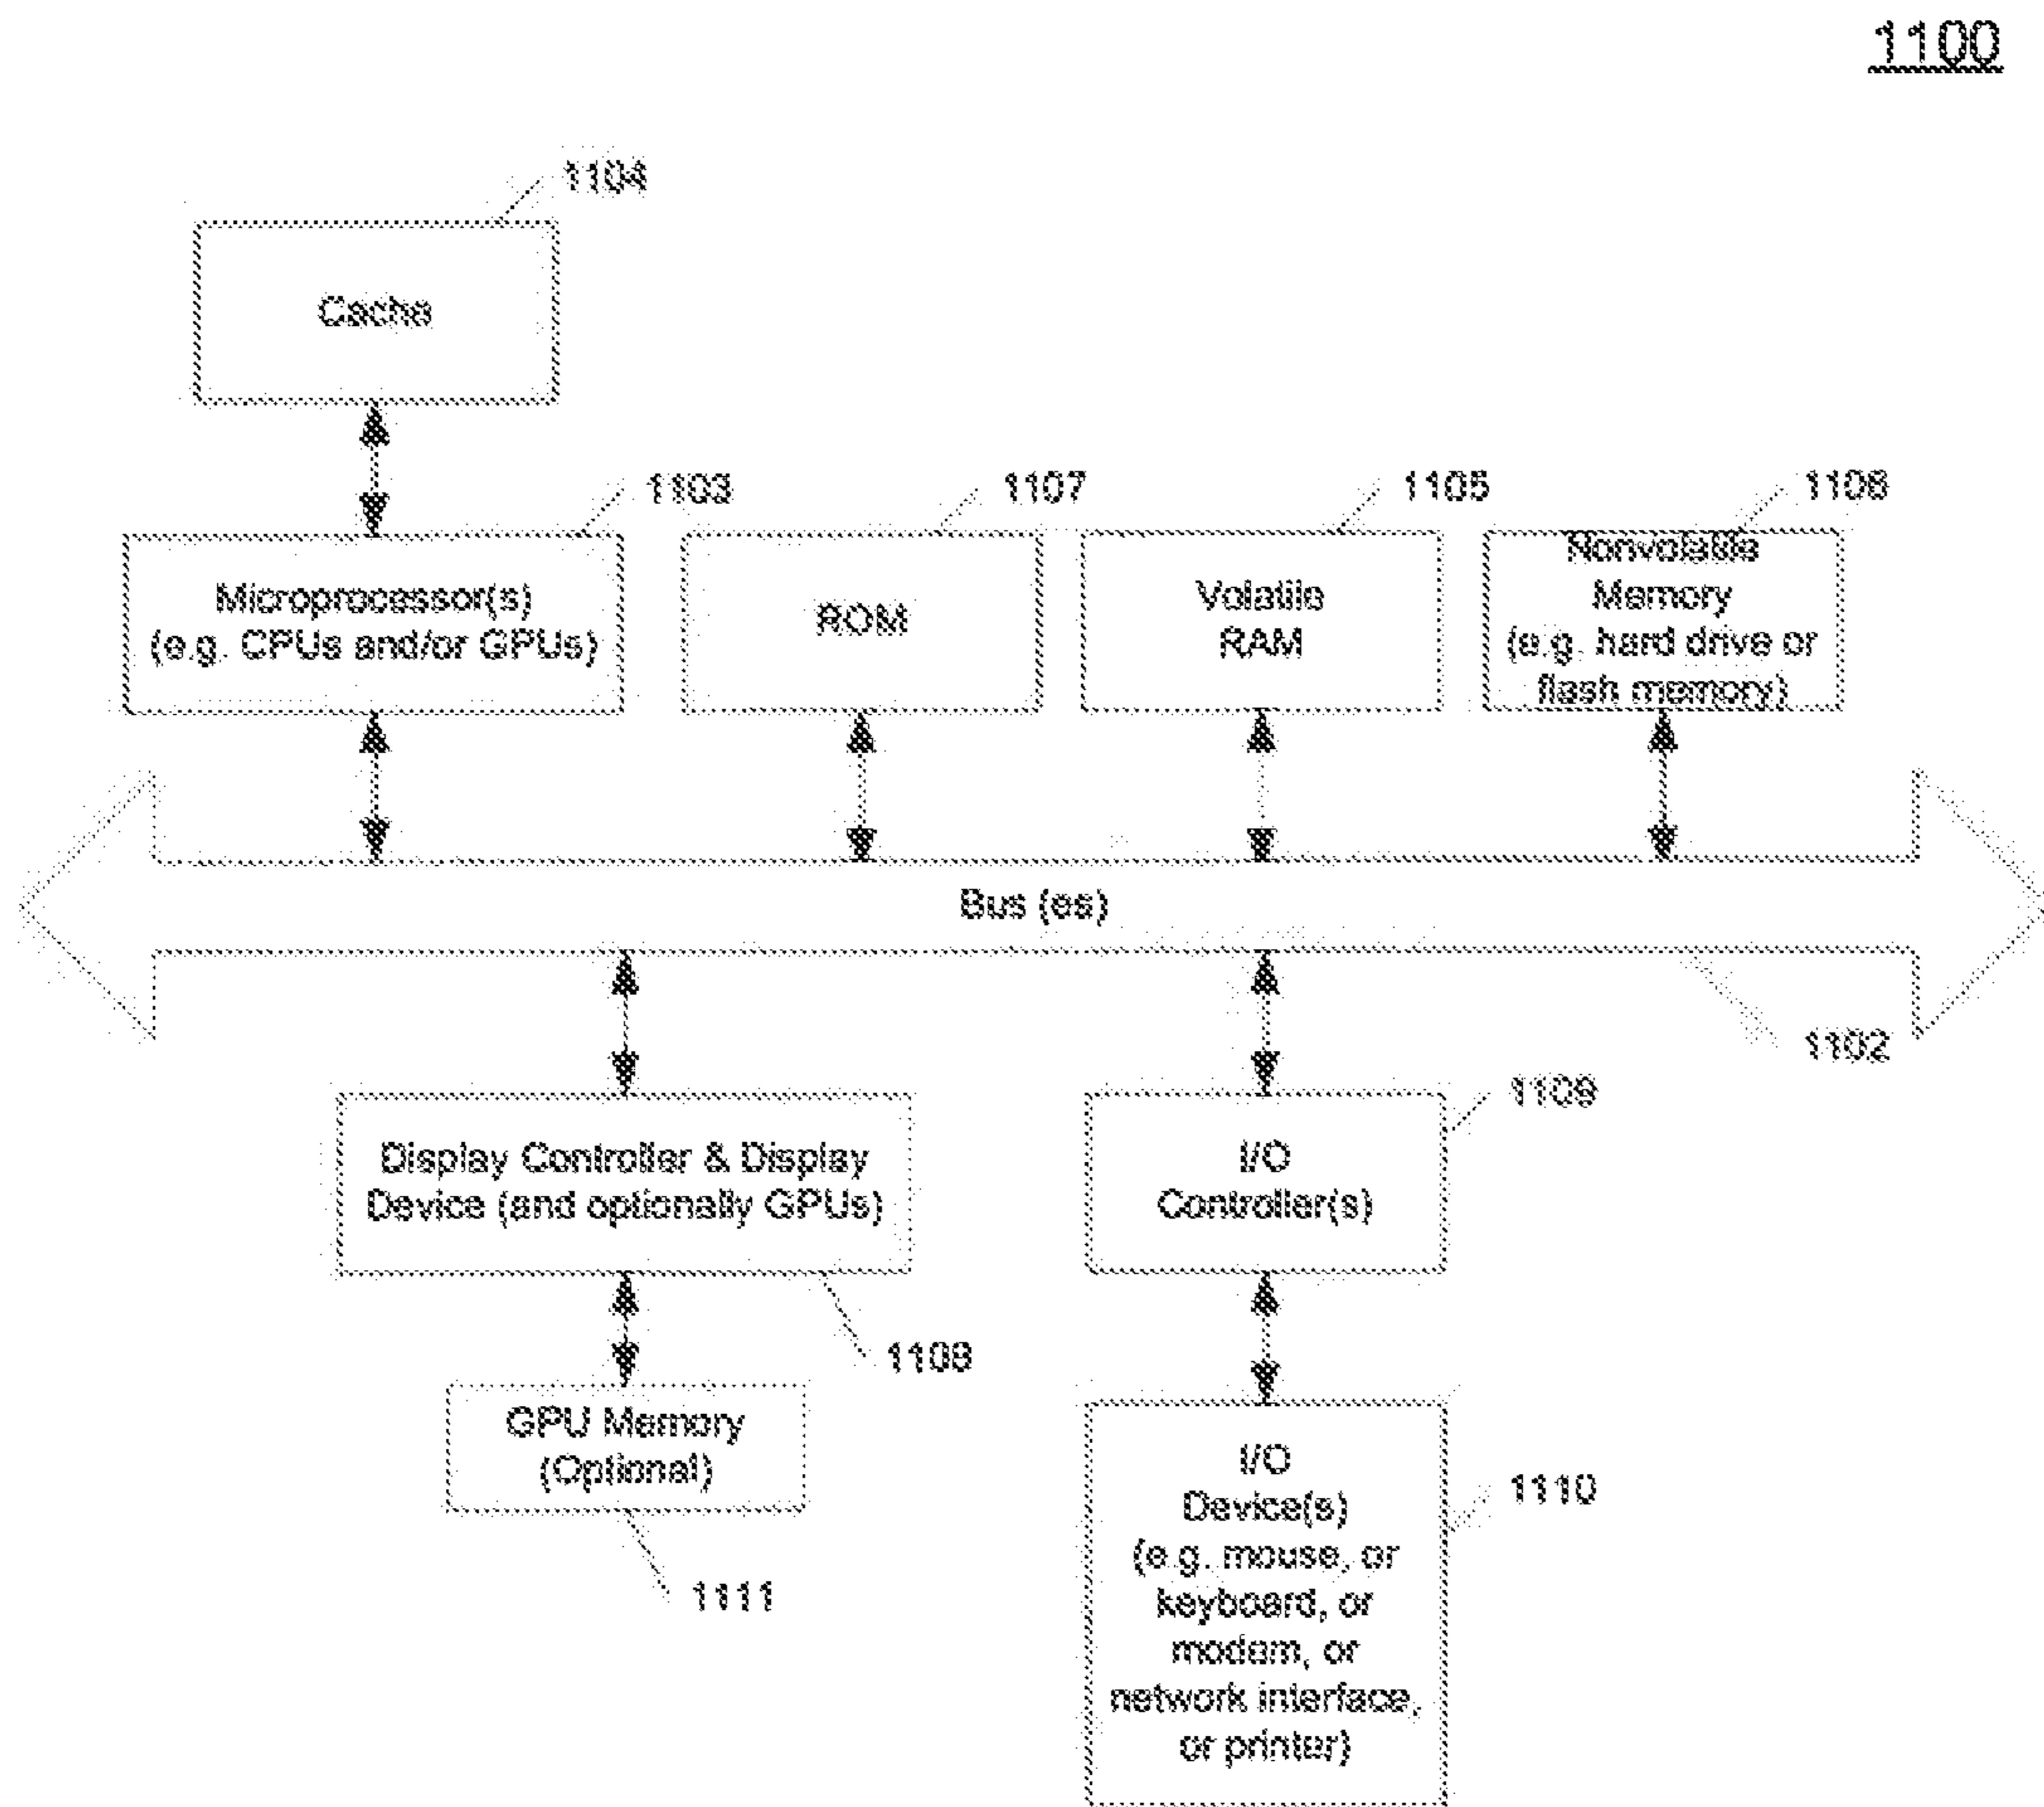 1100
1104
Cache
1103
1107
1105
1106
Microprocessor(s)
(e.g. CPUs and/or GPUs)
ROM
Volatile
RAM
Nonvolatile
Memory
(e.g. hard drive or
flash memory)
Bus (es)
1102
1109
Display Controller & Display
Device (and optionally GPUs)
I/O
Controller(s)
1108
GPU Memory
(Optional)
1111
I/O
Device(s)
(e.g. mouse, or
keyboard, or
modem, or
network interface,
or printer)
1110